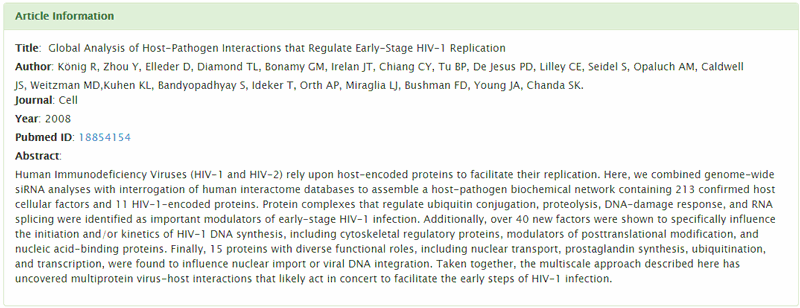 Article Information
Title: Global Analysis of Host-Pathogen Interactions that Regulate Early-Stage HIV-1 Replication
Author: König R, Zhou Y, Elleder D, Diamond TL, Bonamy GM, Irelan JT, Chiang CY, Tu BP, De Jesus PD, Lilley CE, Seidel S, Opaluch AM, Caldwell
JS, Weitzman MD,Kuhen KL, Bandyopadhyay S, Ideker T, Orth AP, Miraglia LJ, Bushman FD, Young JA, Chanda SK.
Journal: Cell
Year: 2008
Pubmed ID: 18854154
Abstract:
Human Immunodeficiency Viruses (HIV-1 and HIV-2) rely upon host-encoded proteins to facilitate their replication. Here, we combined genome-wide
siRNA analyses with interrogation of human interactome databases to assemble a host-pathogen biochemical network containing 213 confirmed host
cellular factors and 11 HIV-1-encoded proteins. Protein complexes that regulate ubiquitin conjugation, proteolysis, DNA-damage response, and RNA
splicing were identified as important modulators of early-stage HIV-1 infection. Additionally, over 40 new factors were shown to specifically influence
the initiation and/or kinetics of HIV-1 DNA synthesis, including cytoskeletal regulatory proteins, modulators of posttranslational modification, and
nucleic acid-binding proteins. Finally, 15 proteins with diverse functional roles, including nuclear transport, prostaglandin synthesis, ubiquitination,
and transcription, were found to influence nuclear import or viral DNA integration. Taken together, the multiscale approach described here has
uncovered multiprotein virus-host interactions that likely act in concert to facilitate the early steps of HIV-1 infection.